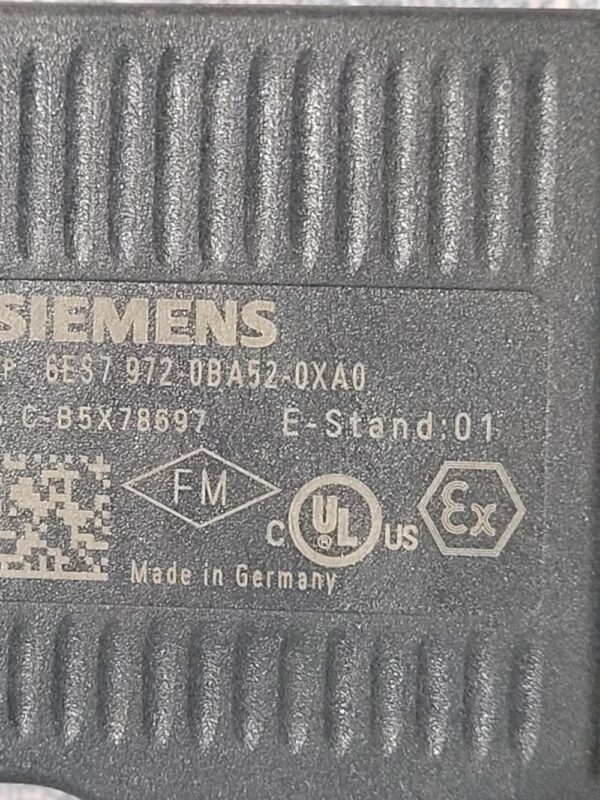 SIEMENS
P 6ES7 972 0BA52-0XA0
C-B5X78697 E-Stand:01
FM
C UL ® US Ex
Made in Germany